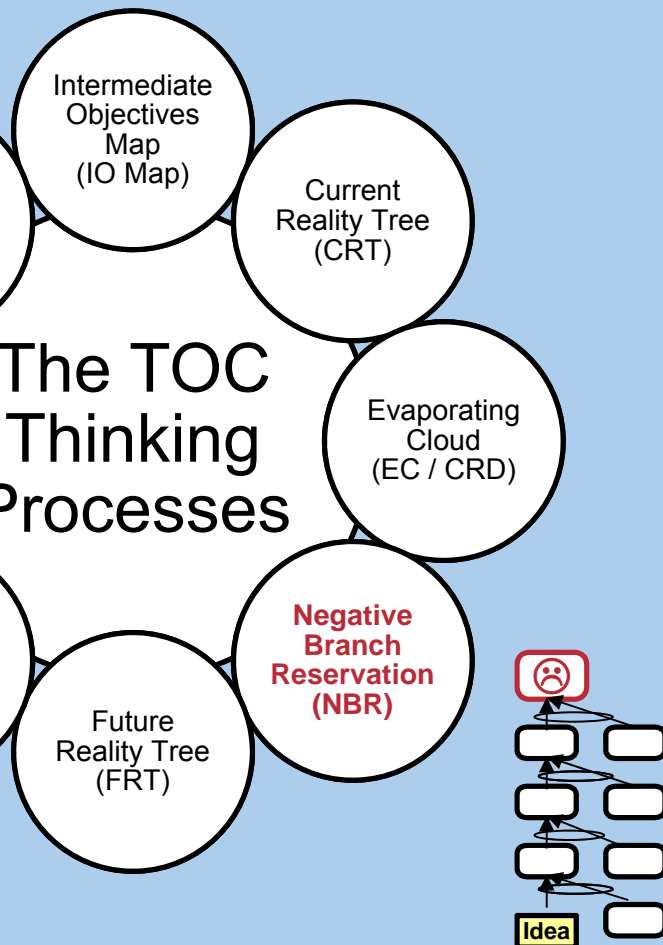 Intermediate
Objectives
Map
(IO Map)
Current
Reality Tree
(CRT)
The TOC
Thinking
Processes
Evaporating
Cloud
(EC / CRD)
Negative
Branch
Reservation
(NBR)
Future
Reality Tree
(FRT)
Idea